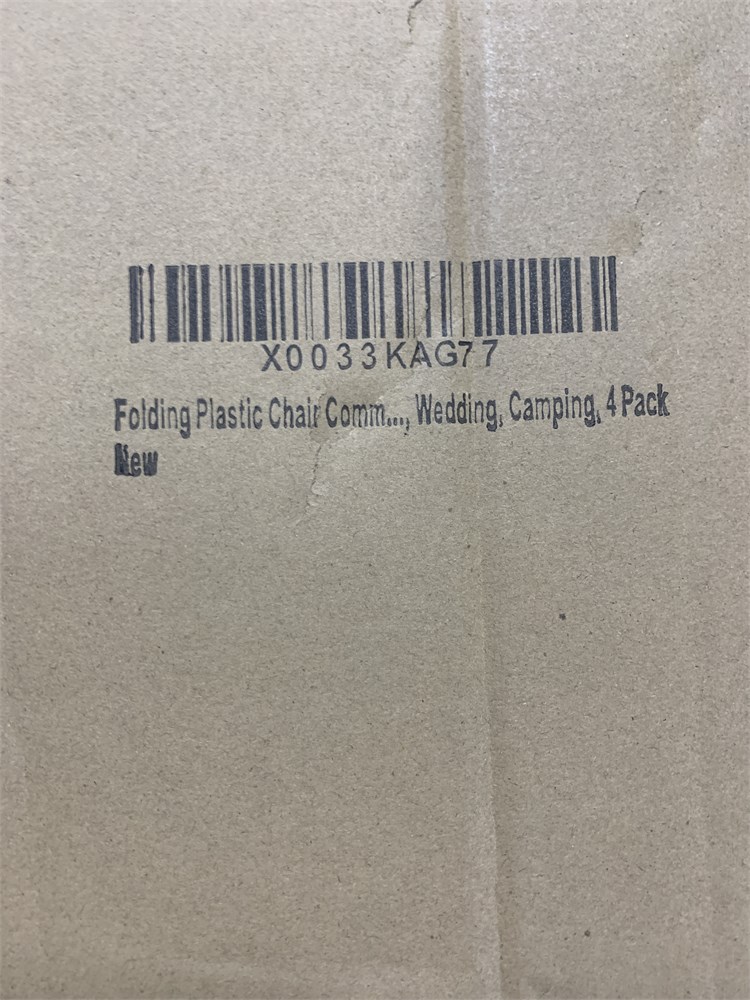 X0033KAG77
Folding Plastic Chair Comm..., Wedding, Camping, 4 Pack
New